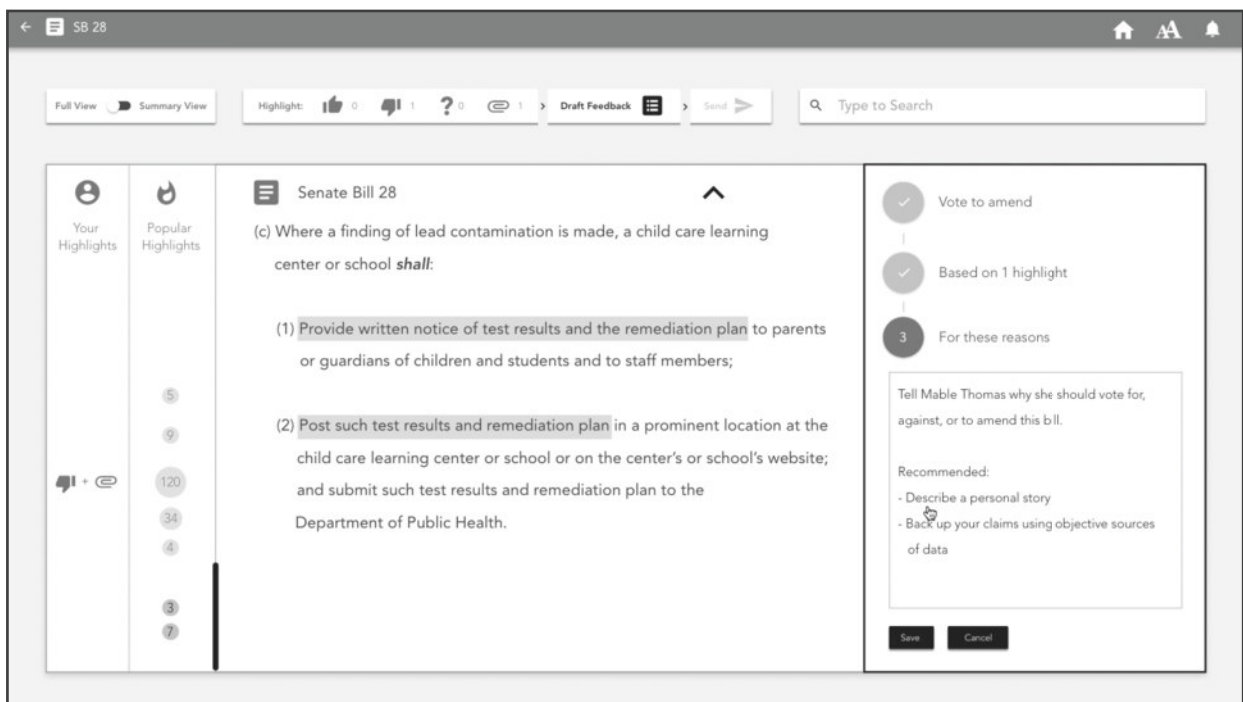 SB 28
Full View
Summary View
Highlight:
0
1
0
1
Draft Feedback
Send
Type to Search
Your
Highlights
Popular
Highlights
5
9
120
34
4
3
7
Senate Bill 28
(c) Where a finding of lead contamination is made, a child care learning
center or school shall:
(1) Provide written notice of test results and the remediation plan to parents
or guardians of children and students and to staff members;
(2) Post such test results and remediation plan in a prominent location at the
child care learning center or school or on the center's or school's website;
and submit such test results and remediation plan to the
Department of Public Health.
+
Vote to amend
Based on 1 highlight
3
For these reasons
Tell Mable Thomas why she should vote for,
against, or to amend this bill.
Recommended:
- Describe a personal story
- Back up your claims using objective sources
of data
Save
Cancel
AA